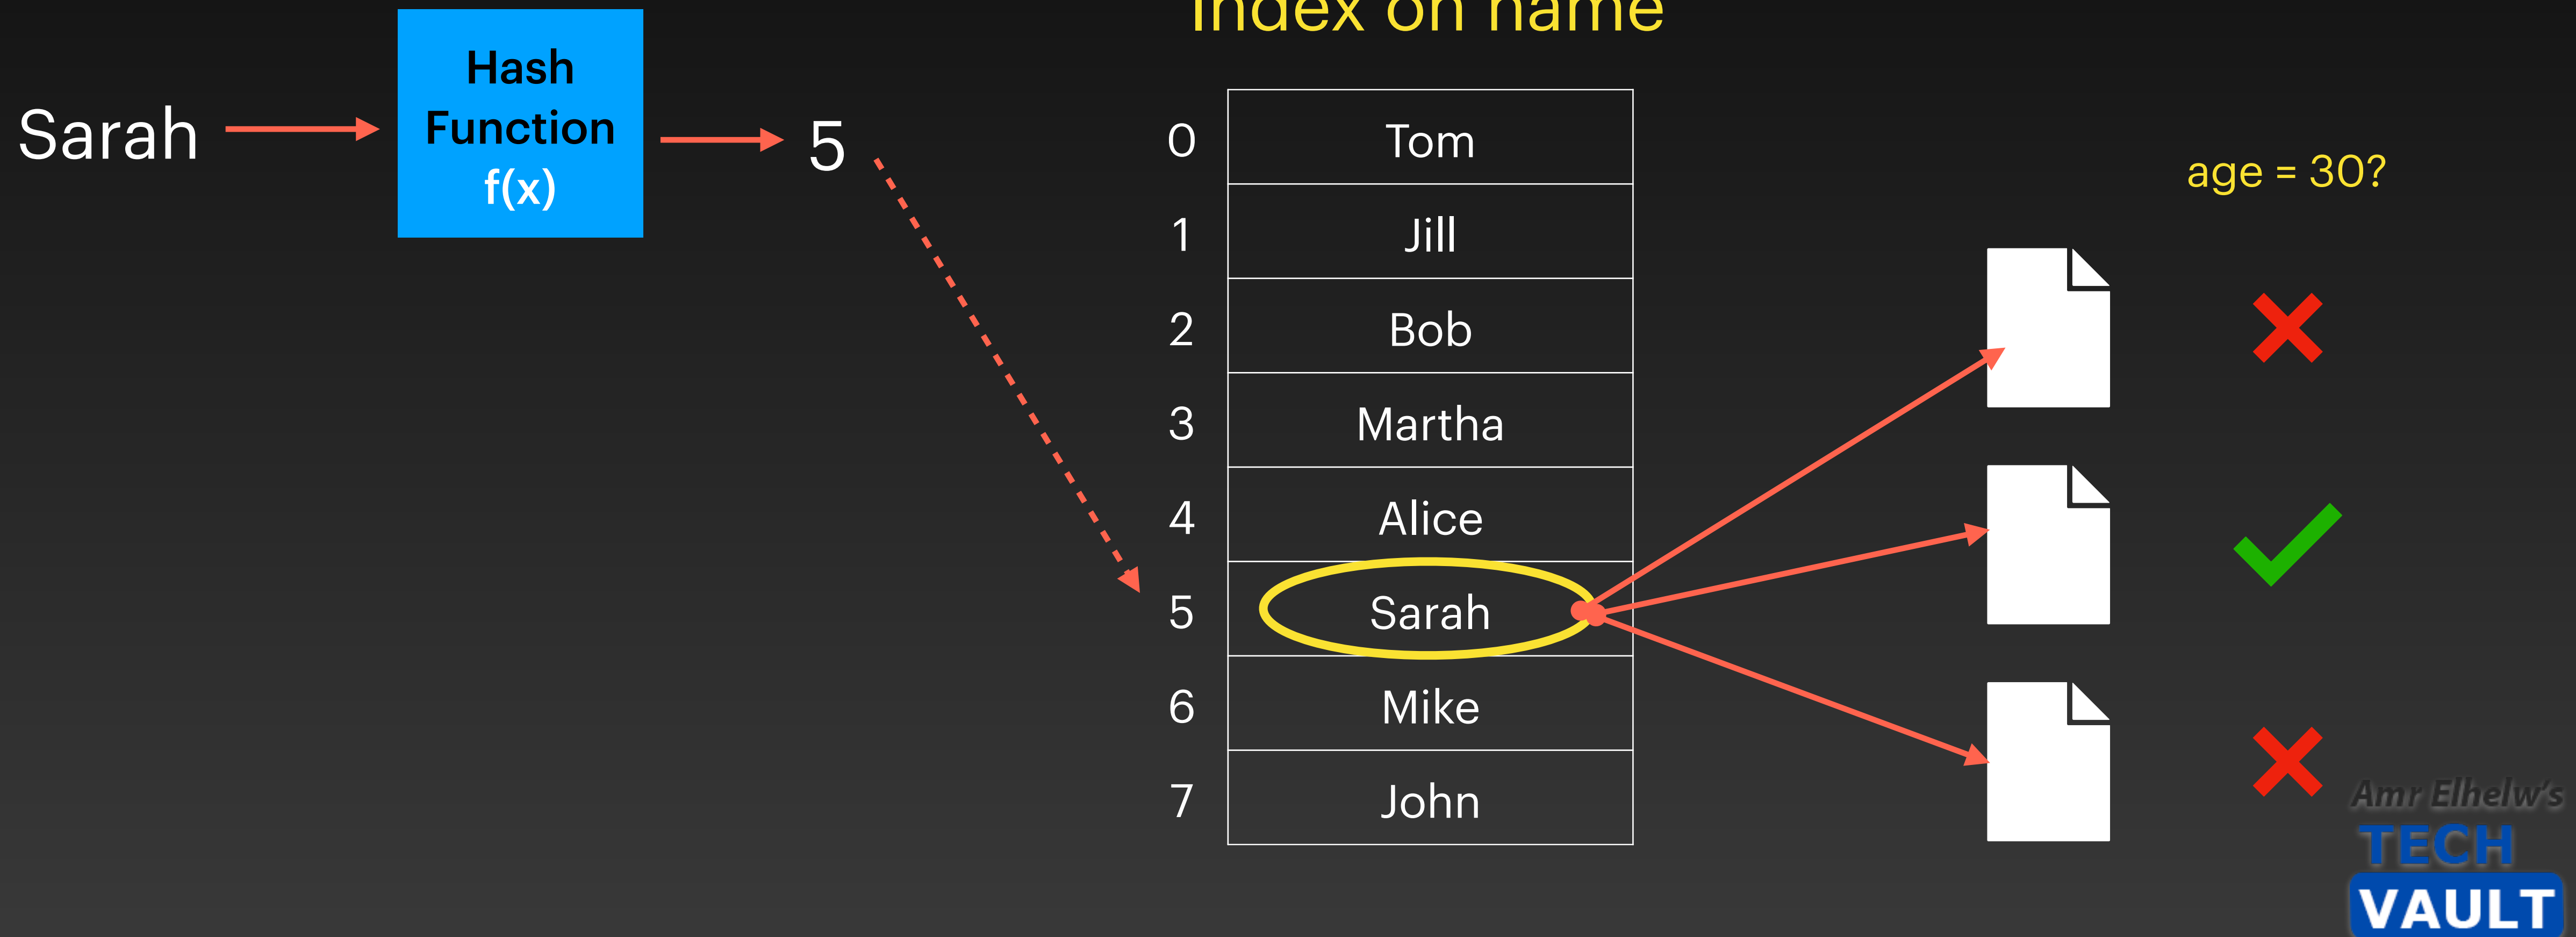 Index on name
Sarah
Hash
Function
f(x)
5
0 Tom
1 Jill
2 Bob
3 Martha
4 Alice
5 Sarah
6 Mike
7 John
age = 30?
Amr Elhelw's
TECH
VAULT